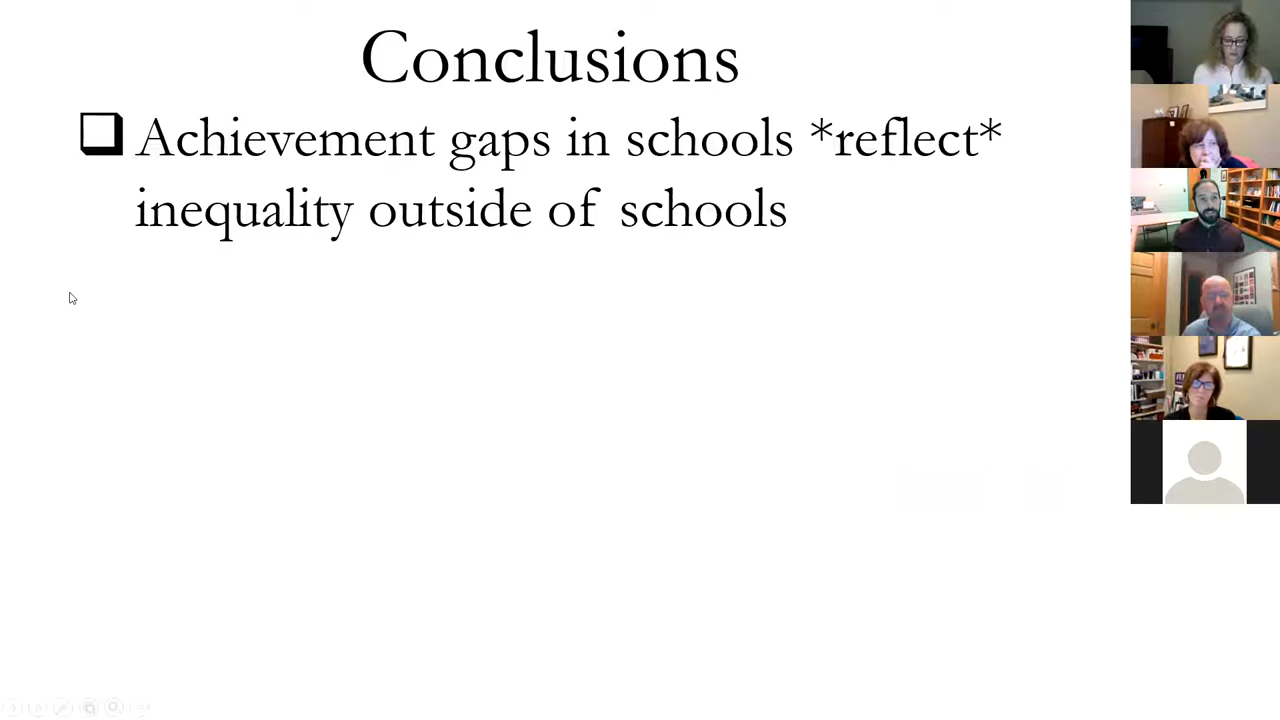 Conclusions
Achievement gaps in schools *reflect*
inequality outside of schools